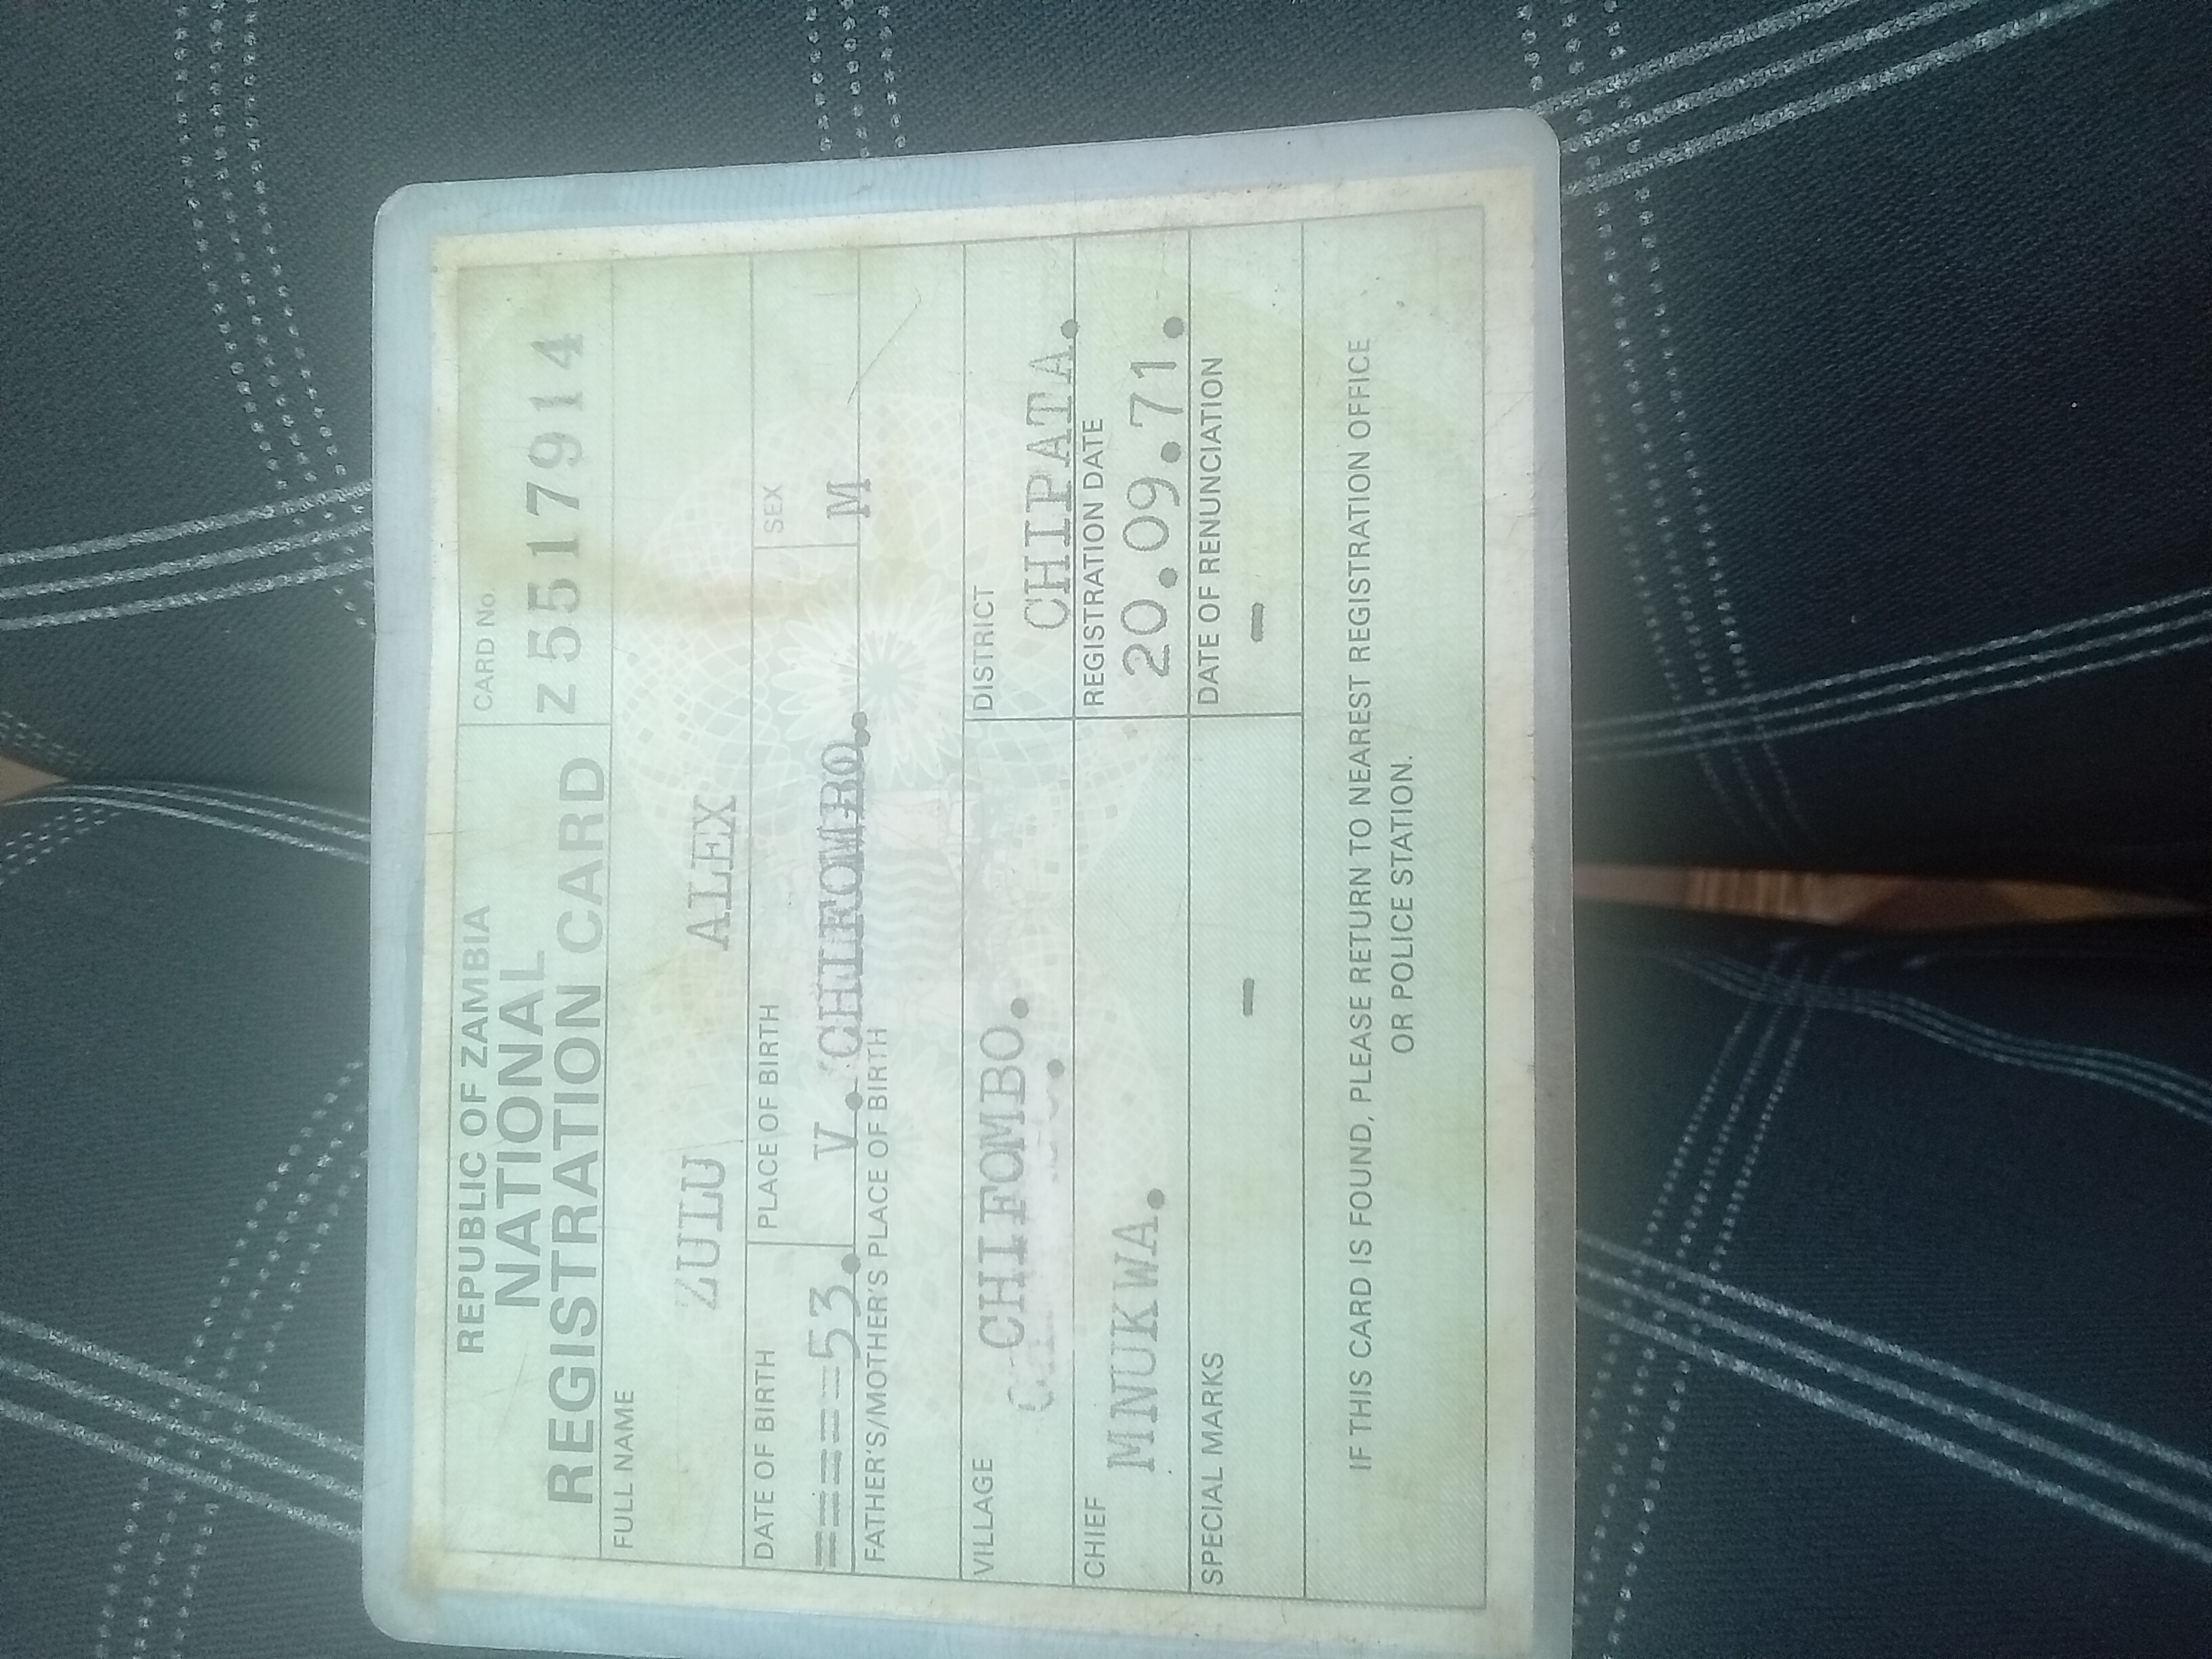 REPUBLIC OF ZAMBIA
NATIONAL
REGISTRATION CARD
CARD No.
Z 5517914
FULL NAME
ZULU ALEX
DATE OF BIRTH PLACE OF BIRTH SEX
=====53. V. CHIFOMBO. M
FATHER'S/MOTHER'S PLACE OF BIRTH
VILLAGE DISTRICT
CHIFOMBO. CHIPATA.
CHIEF REGISTRATION DATE
MNUKWA. 20.09.71.
SPECIAL MARKS DATE OF RENUNCIATION
- -
IF THIS CARD IS FOUND, PLEASE RETURN TO NEAREST REGISTRATION OFFICE
OR POLICE STATION.